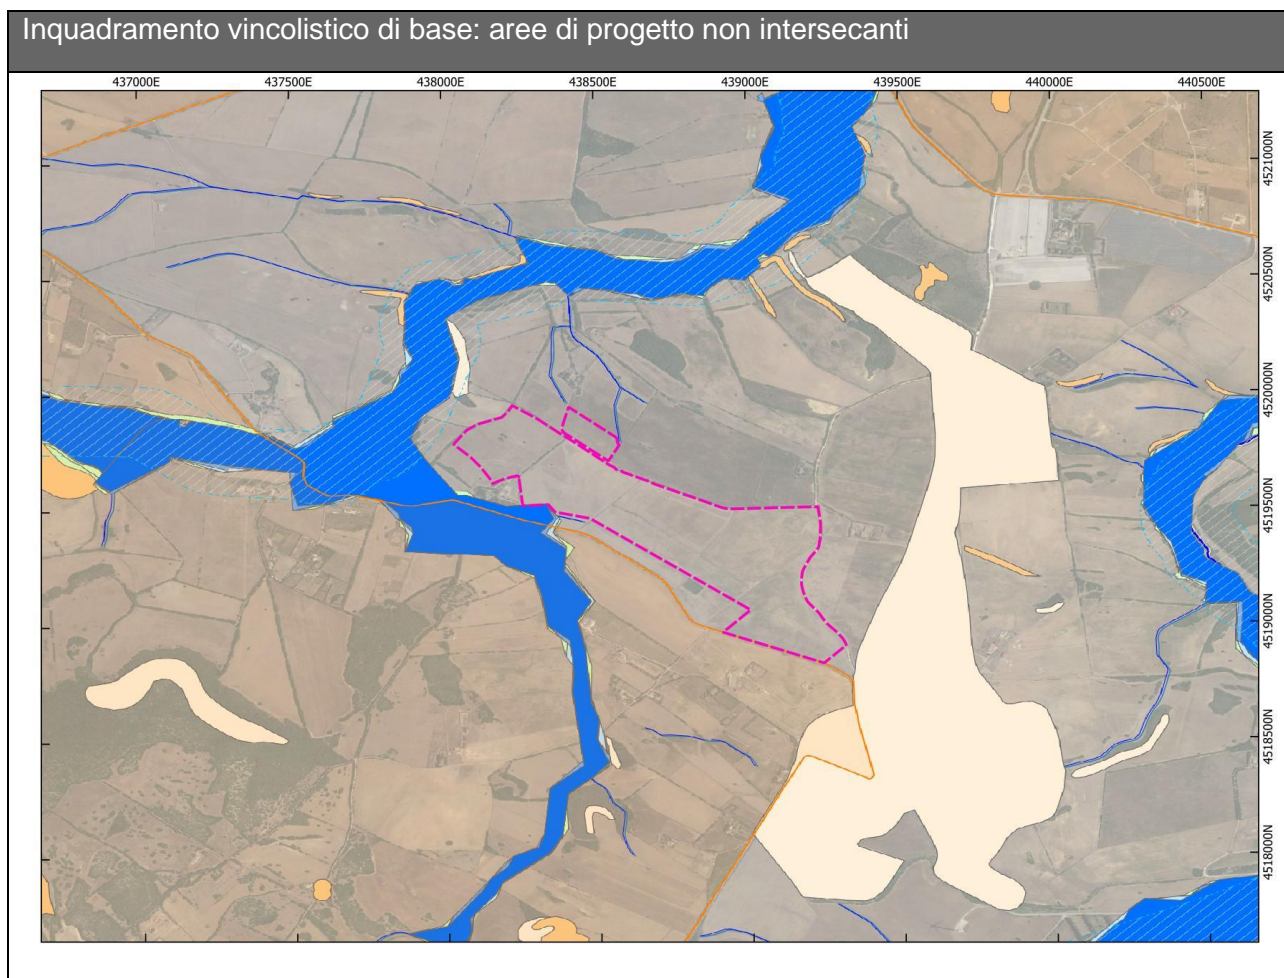 Inquadramento vincolistico di base: aree di progetto non intersecanti
437000E 437500E 438000E 438500E 439000E 439500E 440000E 440500E
4521000N
4520500N
4520000N
4519500N
4519000N
4518500N
4518000N